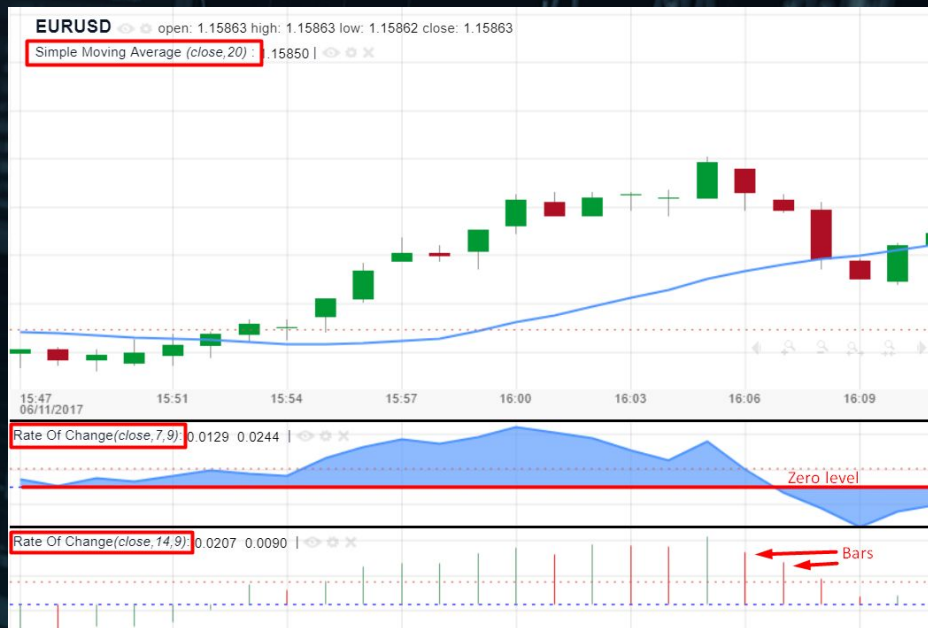 EURUSD open: 1.15863 high: 1.15863 low: 1.15862 close: 1.15863
Simple Moving Average (close,20) : 1.15850 |
15:47 15:51 15:54 15:57 16:00 16:03 16:06 16:09
06/11/2017
Rate Of Change(close,7,9): 0.0129 0.0244 |
Zero level
Rate Of Change(close,14,9): 0.0207 0.0090 |
Bars